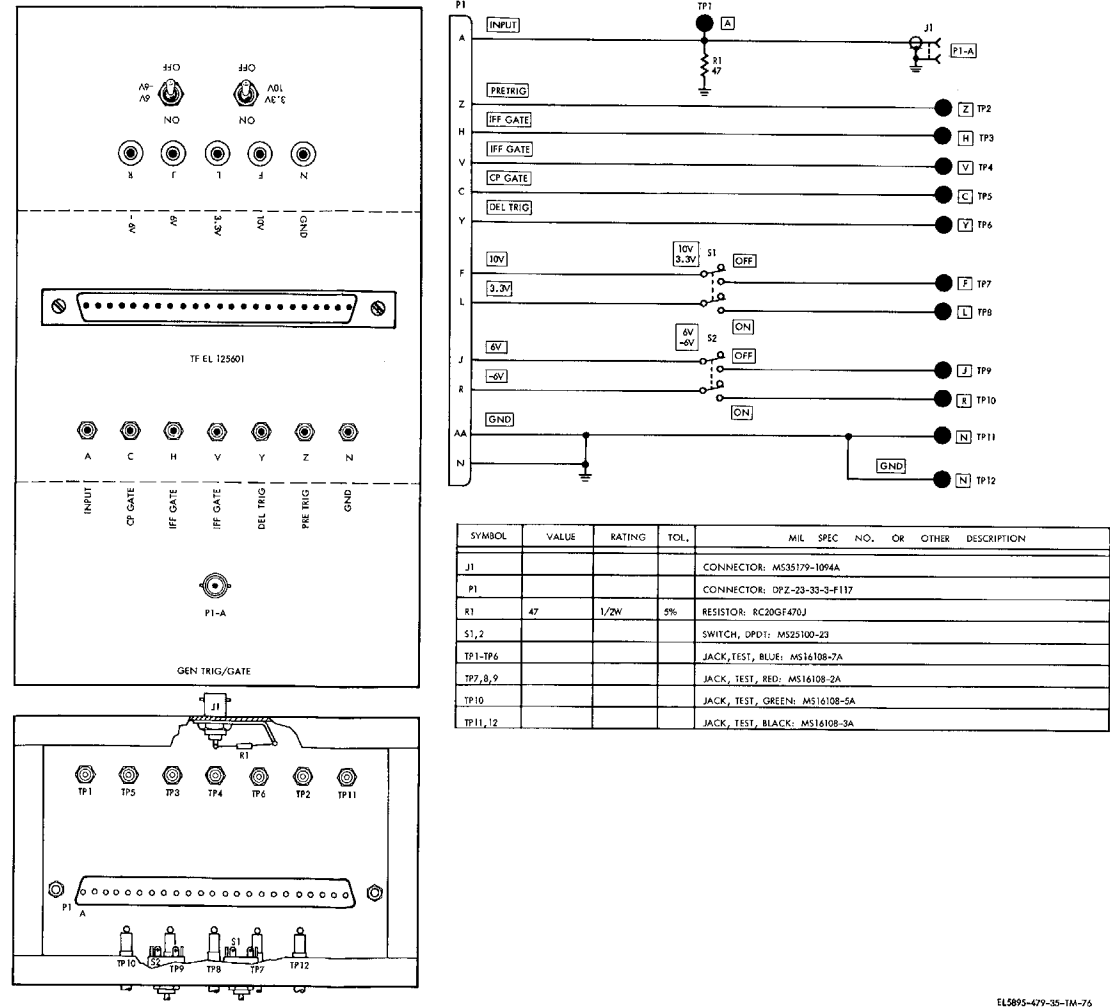 OFF
OFF
6V -6V
10V 3.3V
ON
ON
R J L F N
-6V 6V 3.3V 10V GND
TF EL 125601
A C H V Y Z N
INPUT CP GATE IFF GATE IFF GATE DEL TRIG PRE TRIG GND
P1-A
GEN TRIG/GATE
J1
R1
TP1 TP5 TP3 TP4 TP6 TP2 TP11
P1
A
S1
TP10 S2 TP9 TP8 TP7 TP12
P1
TP1
A
INPUT
A
J1
P1-A
R1
47
PRETRIG
Z
Z TP2
IFF GATE
H
H TP3
IFF GATE
V
V TP4
CP GATE
C
C TP5
DEL TRIG
Y
Y TP6
10V
3.3V
S1
OFF
10V
F
F TP7
3.3V
L
L TP8
ON
6V
-6V
S2
OFF
6V
J
J TP9
-6V
R
R TP10
ON
GND
AA
N TP11
N
GND
N TP12
SYMBOL VALUE RATING TOL. MIL SPEC NO. OR OTHER DESCRIPTION
J1 CONNECTOR: MS35179-1094A
P1 CONNECTOR: DPZ-23-33-3-F117
R1 47 1/2W 5% RESISTOR: RC20GF470J
S1,2 SWITCH, DPDT: MS25100-23
TP1-TP6 JACK,TEST, BLUE: MS16108-7A
TP7,8,9 JACK, TEST, RED: MS16108-2A
TP10 JACK, TEST, GREEN: MS16108-5A
TP11,12 JACK, TEST, BLACK: MS16108-3A
EL5895-479-35-TM-76